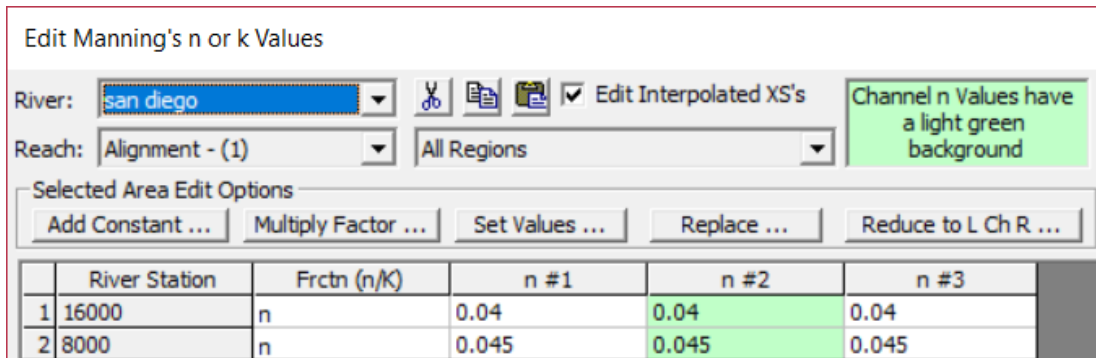 Edit Manning's n or k Values
River: san diego Edit Interpolated XS's
Channel n Values have
a light green
background
Reach: Alignment - (1) All Regions
Selected Area Edit Options
Add Constant ... Multiply Factor ... Set Values ... Replace ... Reduce to L Ch R ...
River Station Frctn (n/K) n #1 n #2 n #3
1 16000 n 0.04 0.04 0.04
2 8000 n 0.045 0.045 0.045